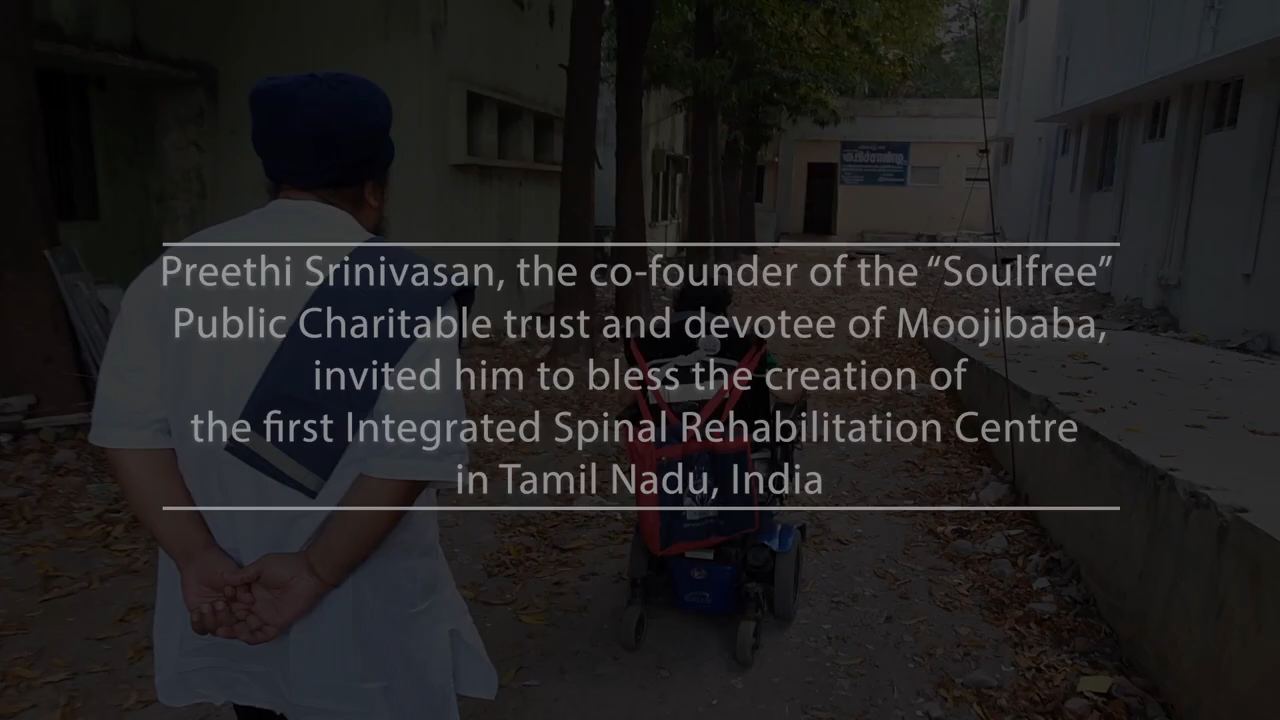 Preethi Srinivasan, the co-founder of the “Soulfree”
Public Charitable trust and devotee of Moojibaba,
invited him to bless the creation of
the first Integrated Spinal Rehabilitation Centre
in Tamil Nadu, India